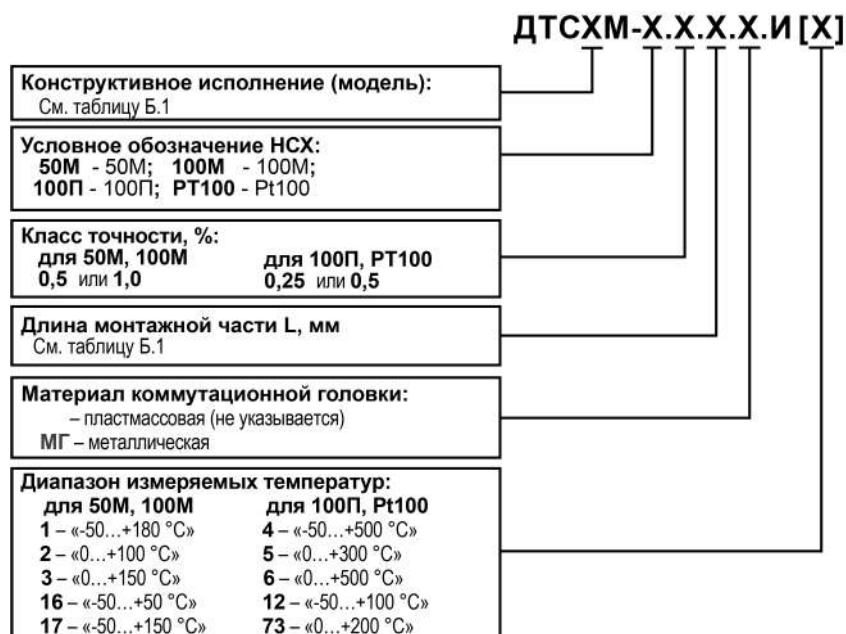 ДТСХМ-Х.Х.Х.Х.И [Х]
Конструктивное исполнение (модель):
См. таблицу Б.1
Условное обозначение НСХ:
50М - 50М; 100М - 100М;
100П - 100П; РТ100 - Pt100
Класс точности, %:
для 50М, 100М для 100П, РТ100
0,5 или 1,0 0,25 или 0,5
Длина монтажной части L, мм
См. таблицу Б.1
Материал коммутационной головки:
– пластмассовая (не указывается)
МГ – металлическая
Диапазон измеряемых температур:
для 50М, 100М для 100П, Pt100
1 – «-50…+180 °С» 4 – «-50…+500 °С»
2 – «0…+100 °С» 5 – «0…+300 °С»
3 – «0…+150 °С» 6 – «0…+500 °С»
16 – «-50…+50 °С» 12 – «-50…+100 °С»
17 – «-50…+150 °С» 73 – «0…+200 °С»